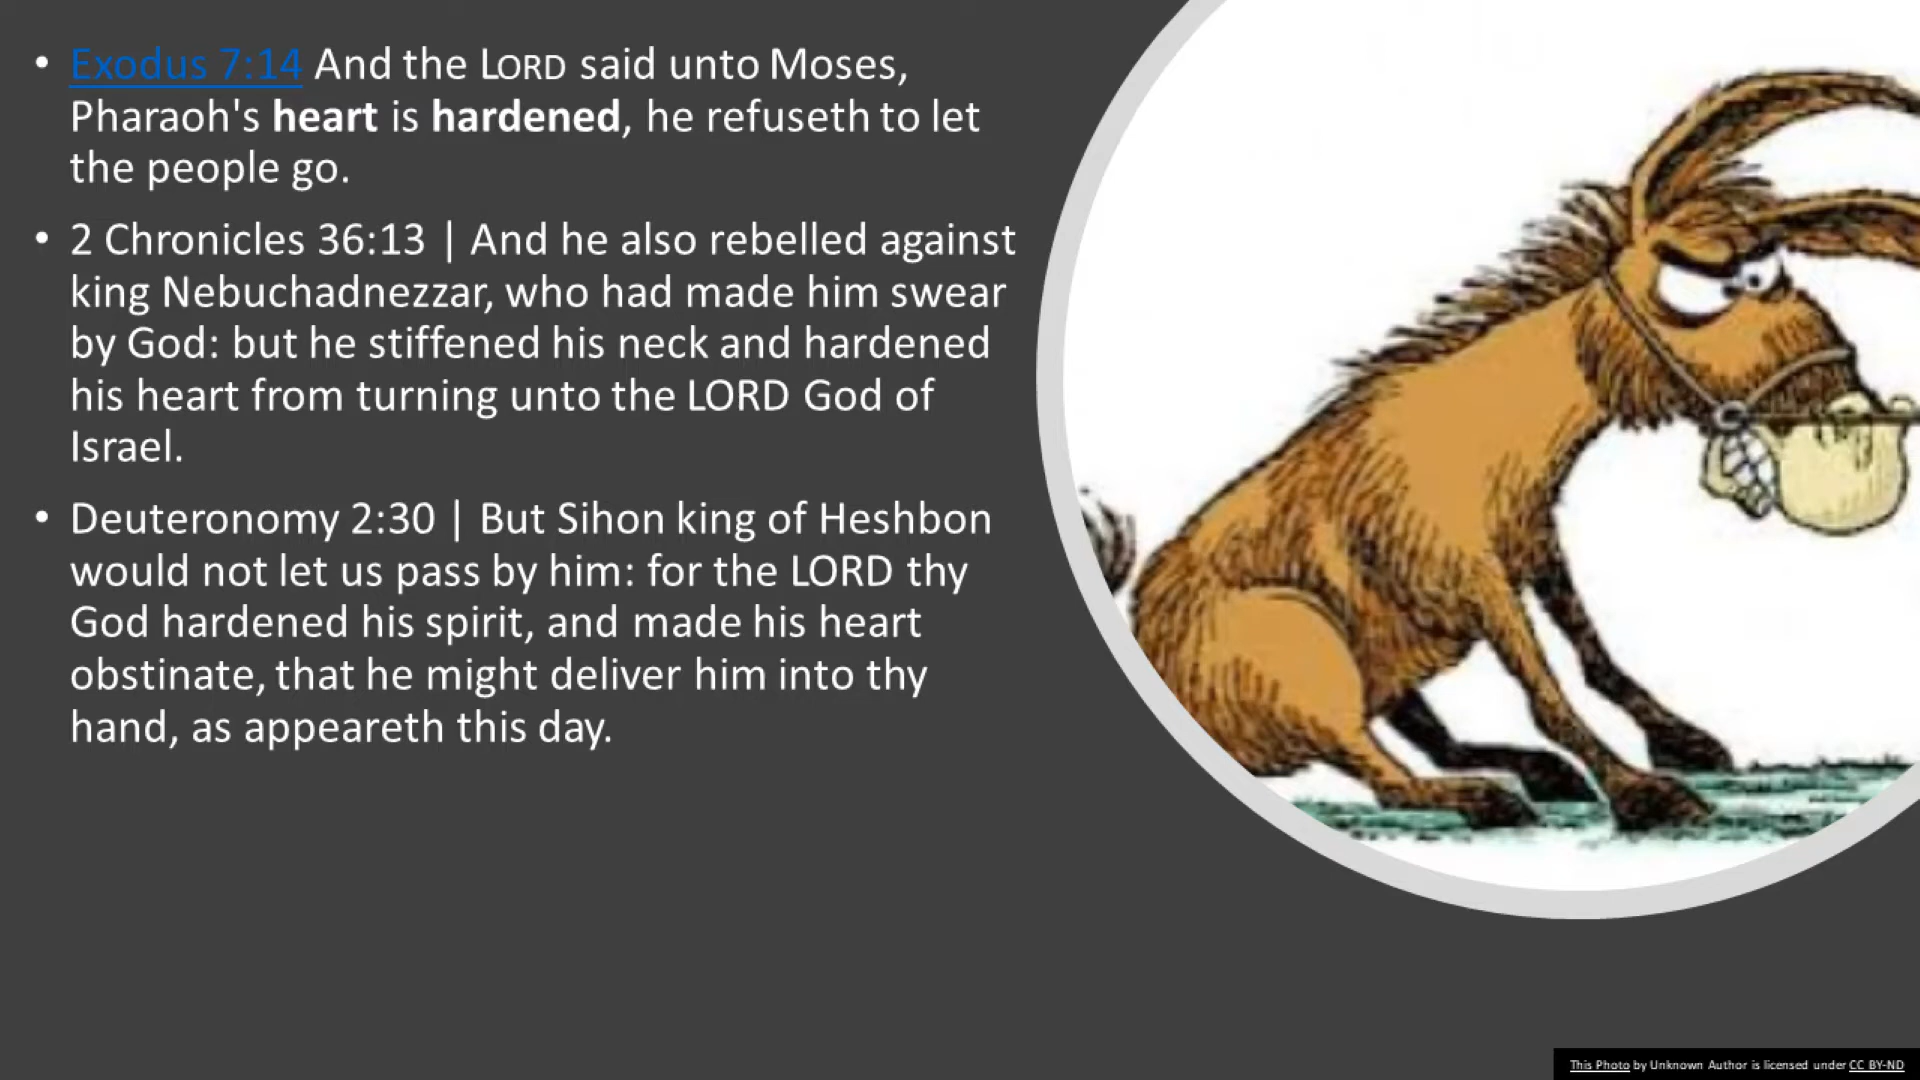 • Exodus 7:14 And the LORD said unto Moses,
Pharaoh's heart is hardened, he refuseth to let
the people go.
• 2 Chronicles 36:13 | And he also rebelled against
king Nebuchadnezzar, who had made him swear
by God: but he stiffened his neck and hardened
his heart from turning unto the LORD God of
Israel.
• Deuteronomy 2:30 | But Sihon king of Heshbon
would not let us pass by him: for the LORD thy
God hardened his spirit, and made his heart
obstinate, that he might deliver him into thy
hand, as appeareth this day.
This Photo by Unknown Author is licensed under CC BY-ND